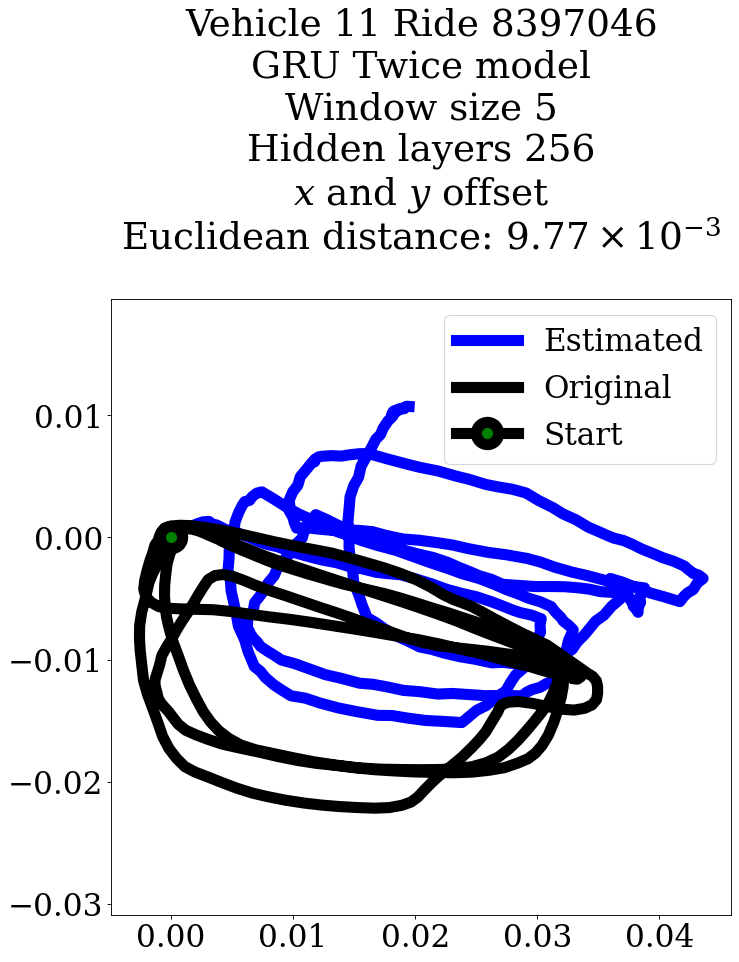 Vehicle 11 Ride 8397046
GRU Twice model
Window size 5
Hidden layers 256
x and y offset
Euclidean distance: 9.77 × 10⁻³
Estimated
Original
Start
0.01
0.00
−0.01
−0.02
−0.03
0.00 0.01 0.02 0.03 0.04